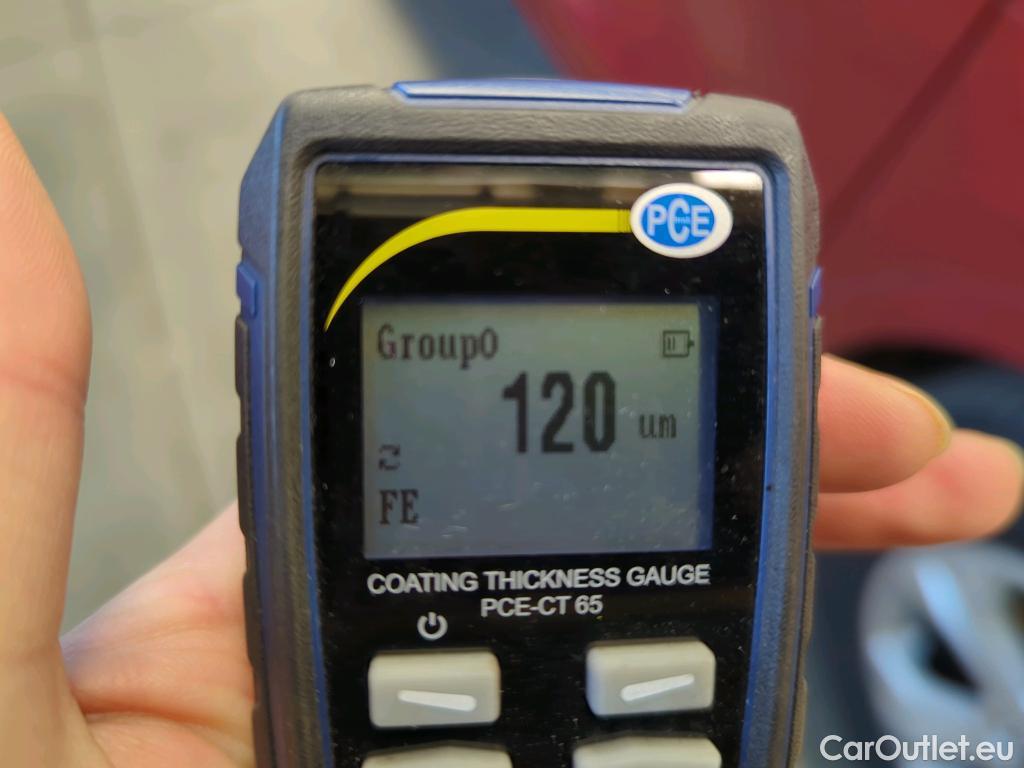 PCE
Group0
120 um
FE
COATING THICKNESS GAUGE
PCE-CT 65
CarOutlet.eu